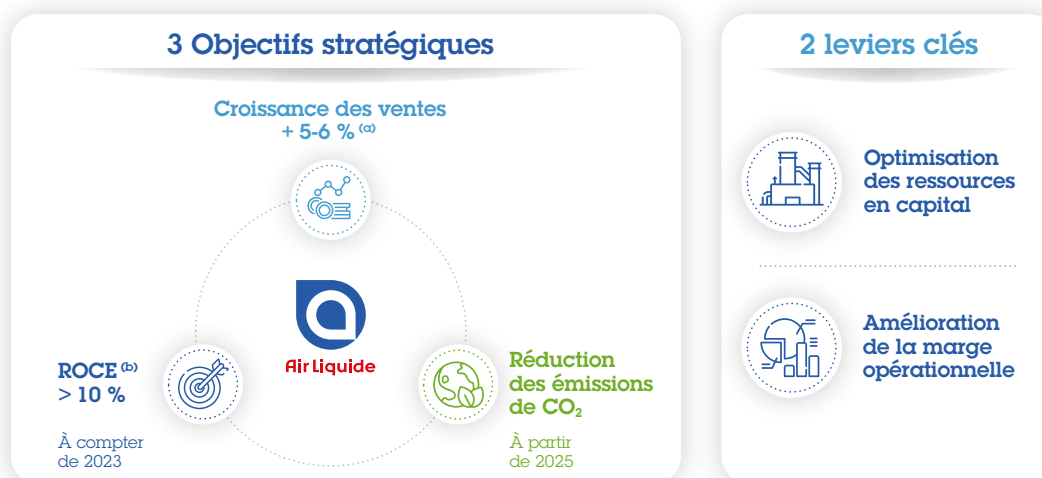 3 Objectifs stratégiques
Croissance des ventes
+ 5-6 % (a)
Air Liquide
ROCE (b)
> 10 %
À compter
de 2023
Réduction
des émissions
de CO₂
À partir
de 2025
2 leviers clés
Optimisation
des ressources
en capital
Amélioration
de la marge
opérationnelle